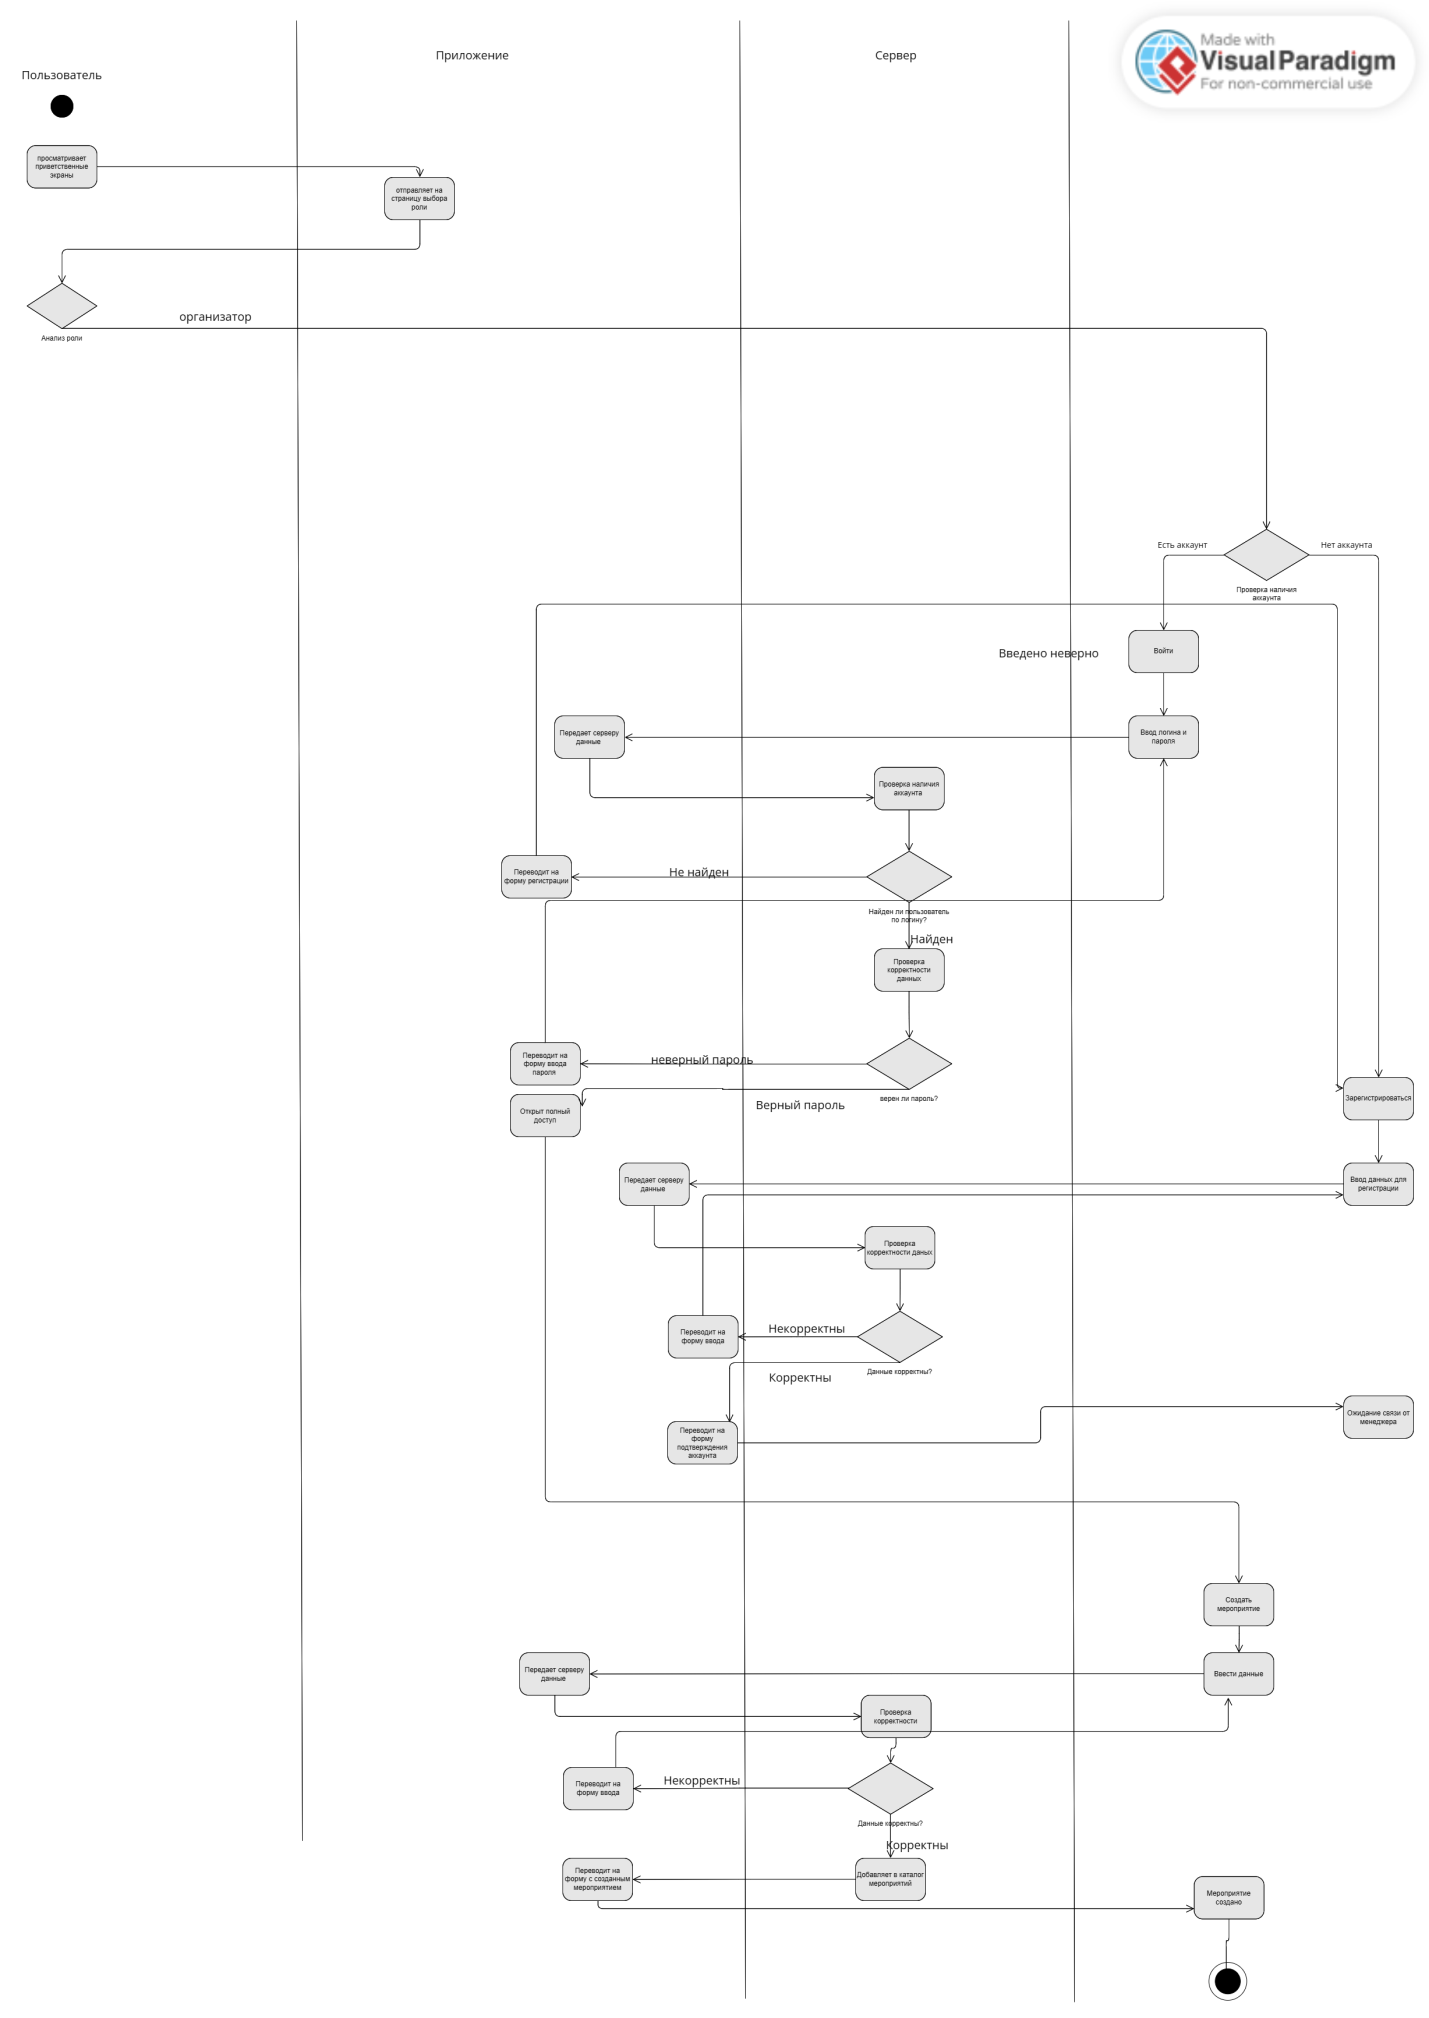 Made with
Visual Paradigm
For non-commercial use
Приложение
Сервер
Пользователь
просматривает
приветственные
экраны
отправляет на
страницу выбора
роли
организатор
Анализ роли
Есть аккаунт
Нет аккаунта
Проверка наличия
аккаунта
Войти
Введено неверно
Ввод логина и
пароля
Передает серверу
данные
Проверка наличия
аккаунта
Не найден
Переводит на
форму регистрации
Найден ли пользователь
по логину?
Найден
Проверка
корректности
данных
неверный пароль
Переводит на
форму ввода
пароля
верен ли пароль?
Верный пароль
Открыт полный
доступ
Зарегистрироваться
Передает серверу
данные
Ввод данных для
регистрации
Проверка
корректности даных
Некорректны
Переводит на
форму ввода
Данные корректны?
Корректны
Ожидание связи от
менеджера
Переводит на
форму
подтверждения
аккаунта
Создать
мероприятие
Передает серверу
данные
Ввести данные
Проверка
корректности
Некорректны
Переводит на
форму ввода
Данные корректны?
Корректны
Переводит на
форму с созданным
мероприятием
Добавляет в каталог
мероприятий
Мероприятие
создано